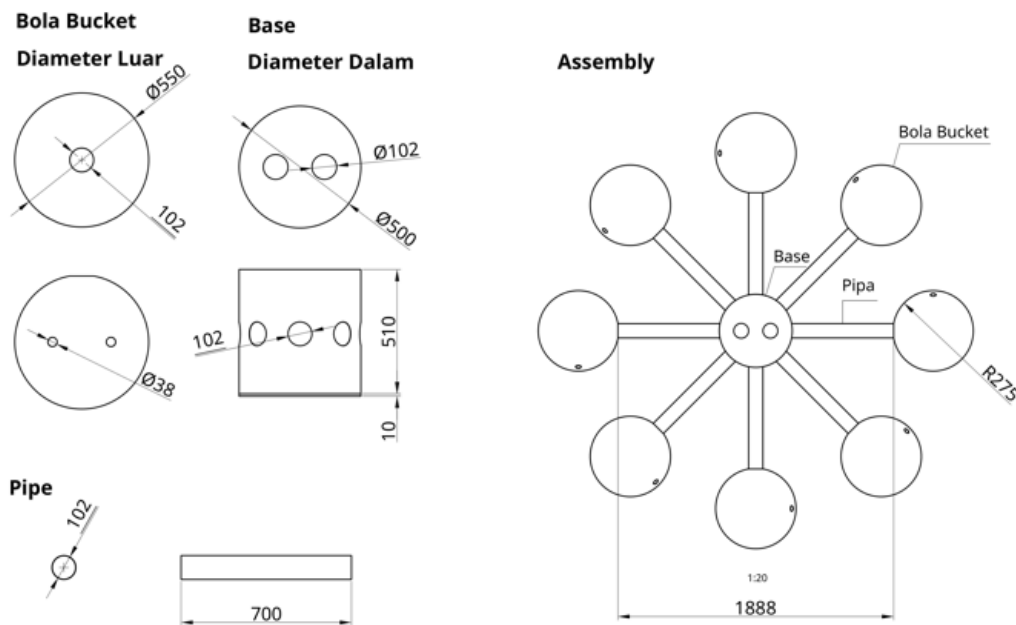 Bola Bucket
Diameter Luar
Ø550
102
Ø38
Base
Diameter Dalam
Ø102
Ø500
102
510
10
Pipe
102
700
Assembly
Bola Bucket
Base
Pipa
R275
1:20
1888